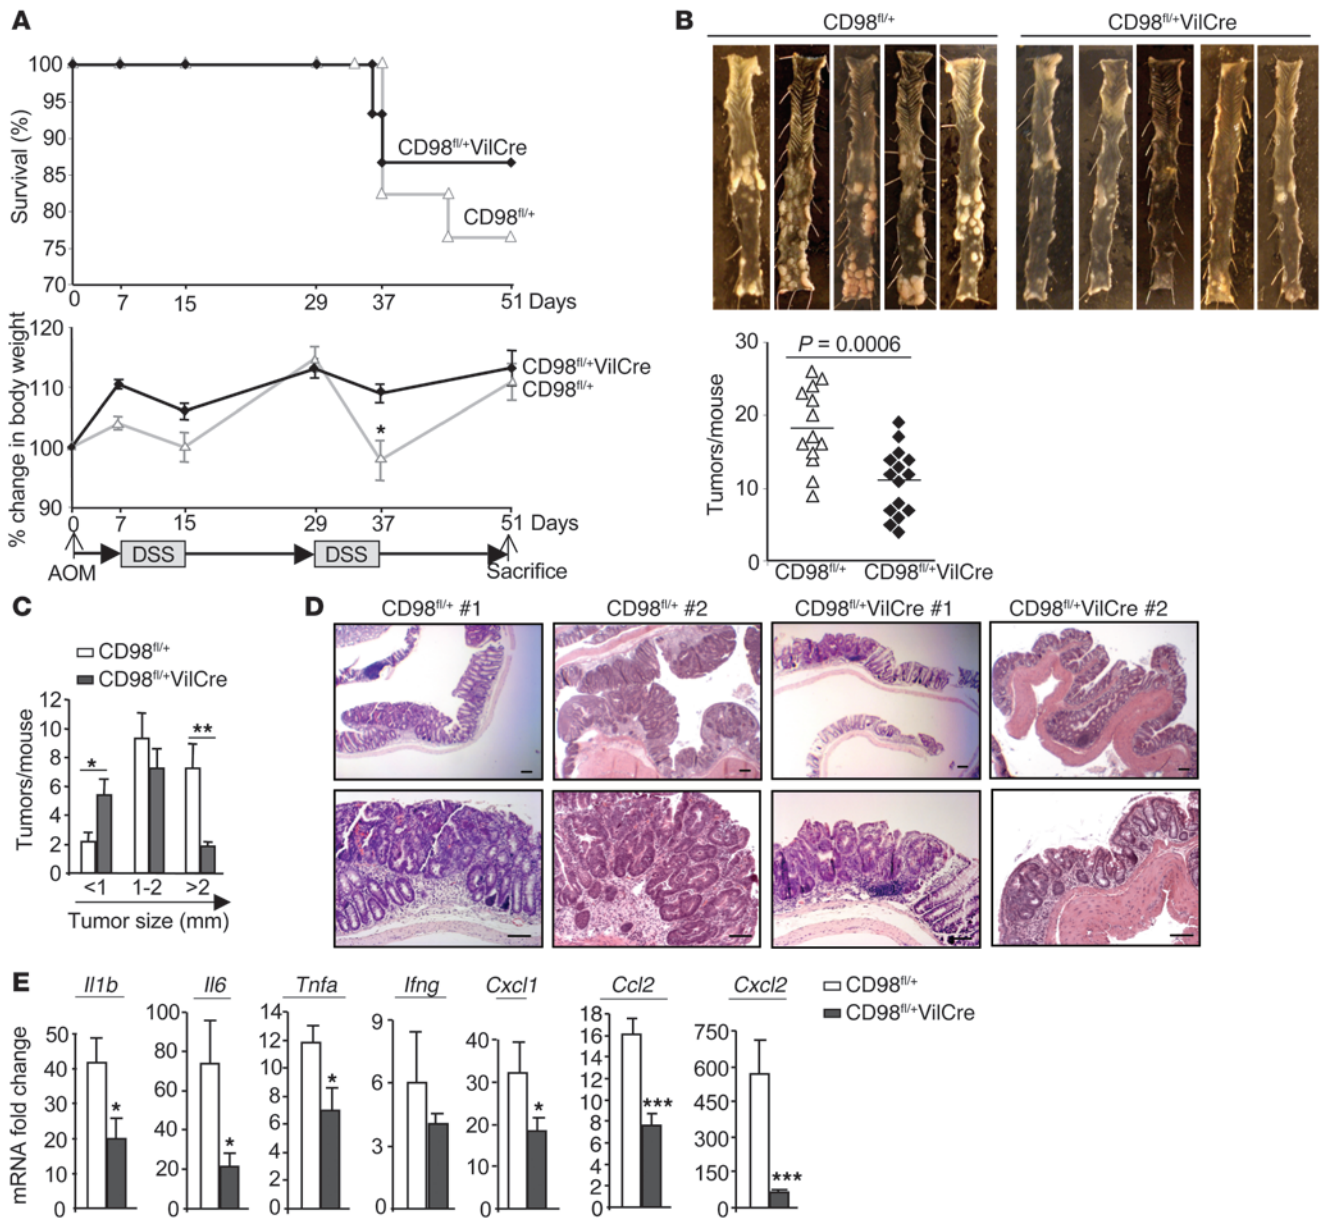 A
100
95
90
85
80
75
70
Survival (%)
CD98fl/+VilCre
CD98fl/+
0 7 15 29 37 51 Days
120
110
100
90
% change in body weight
CD98fl/+VilCre
CD98fl/+
*
0 7 15 29 37 51 Days
DSS DSS
AOM Sacrifice
B
CD98fl/+ CD98fl/+VilCre
30
20
10
0
Tumors/mouse
P = 0.0006
CD98fl/+ CD98fl/+VilCre
C
CD98fl/+
CD98fl/+VilCre
12
10
8
6
4
2
0
Tumors/mouse
* **
<1 1-2 >2
Tumor size (mm)
D
CD98fl/+ #1 CD98fl/+ #2 CD98fl/+VilCre #1 CD98fl/+VilCre #2
E
Il1b Il6 Tnfa Ifng Cxcl1 Ccl2 Cxcl2
CD98fl/+
CD98fl/+VilCre
mRNA fold change
50
40
30
20
10
0
*
100
80
60
40
20
0
*
14
12
10
8
6
4
2
0
*
9
6
3
0
40
30
20
10
0
*
18
16
14
12
10
8
6
4
2
0
***
750
600
450
300
150
0
***